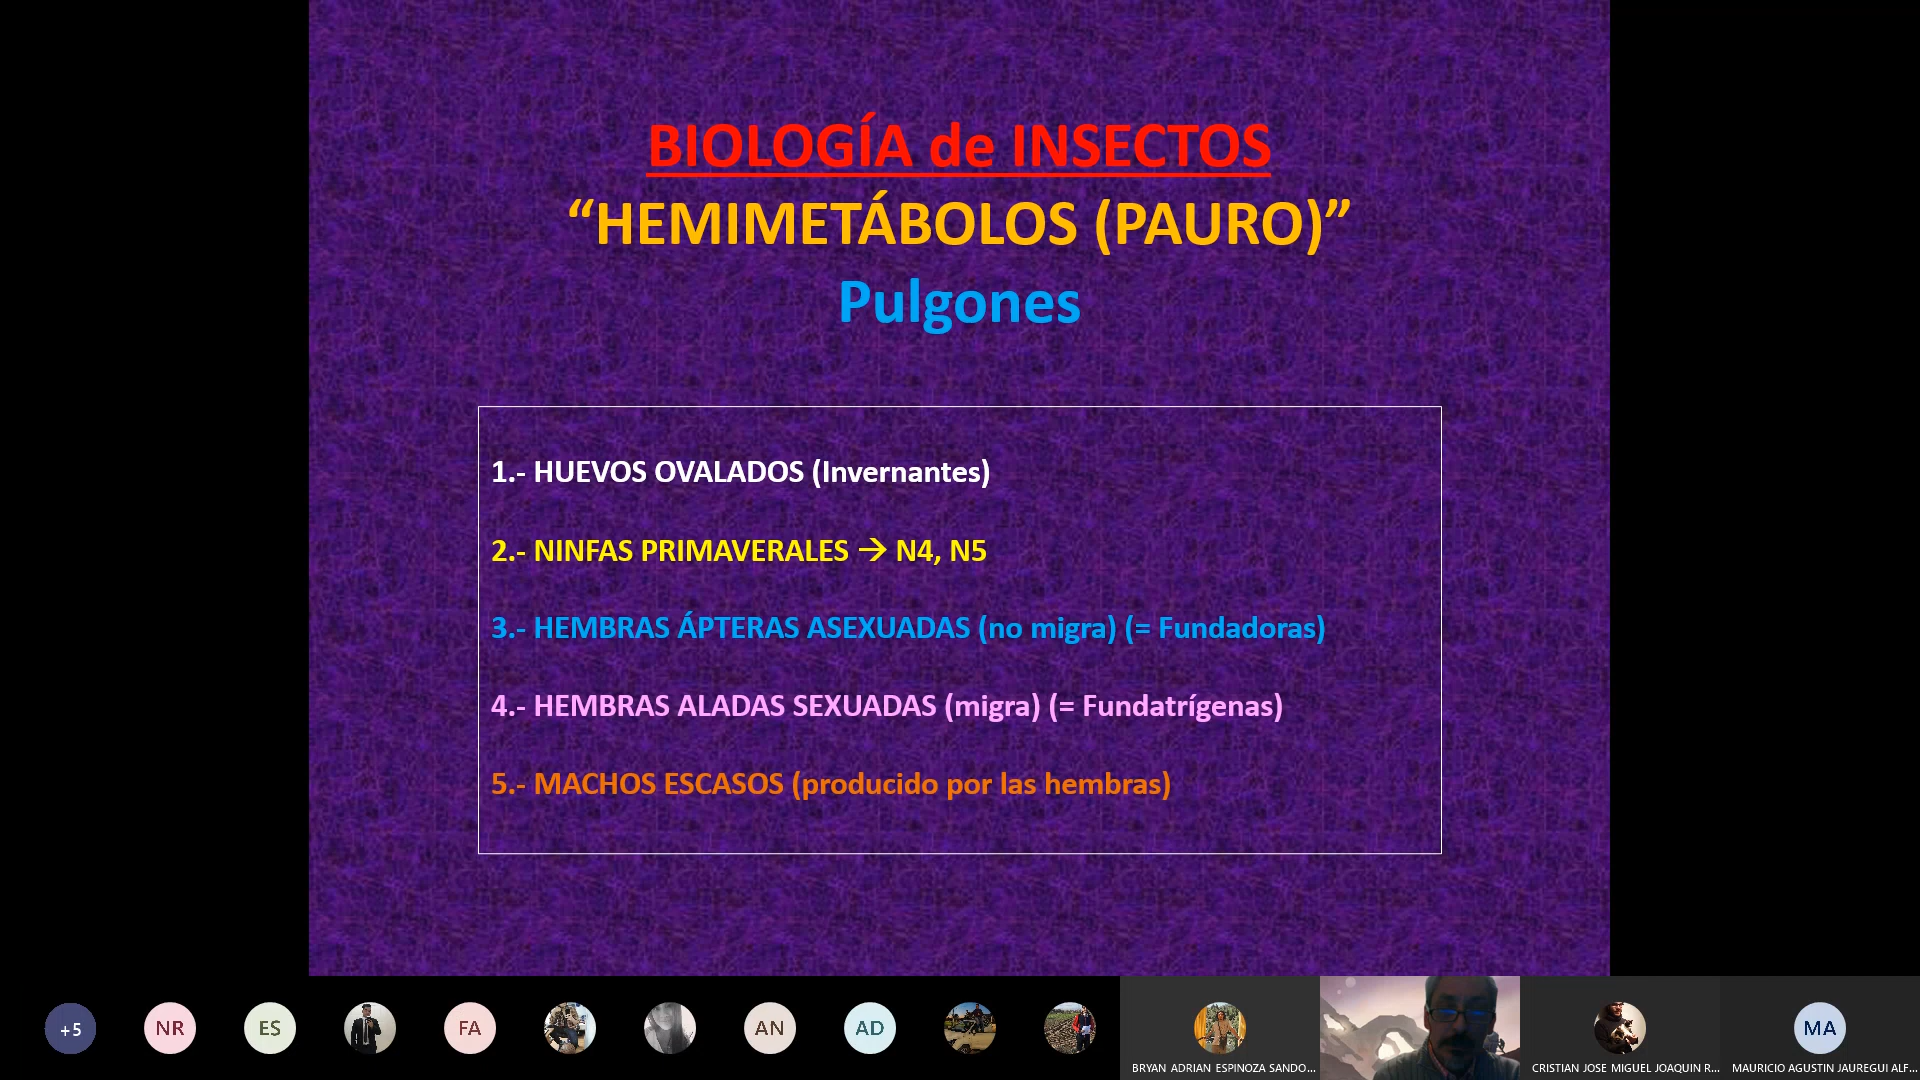 BIOLOGÍA de INSECTOS
“HEMIMETÁBOLOS (PAURO)”
Pulgones
1.- HUEVOS OVALADOS (Invernantes)
2.- NINFAS PRIMAVERALES → N4, N5
3.- HEMBRAS ÁPTERAS ASEXUADAS (no migra) (= Fundadoras)
4.- HEMBRAS ALADAS SEXUADAS (migra) (= Fundatrígenas)
5.- MACHOS ESCASOS (producido por las hembras)
+5 NR ES FA AN AD MA
BRYAN ADRIAN ESPINOZA SANDO... CRISTIAN JOSE MIGUEL JOAQUIN R... MAURICIO AGUSTIN JAUREGUI ALF...